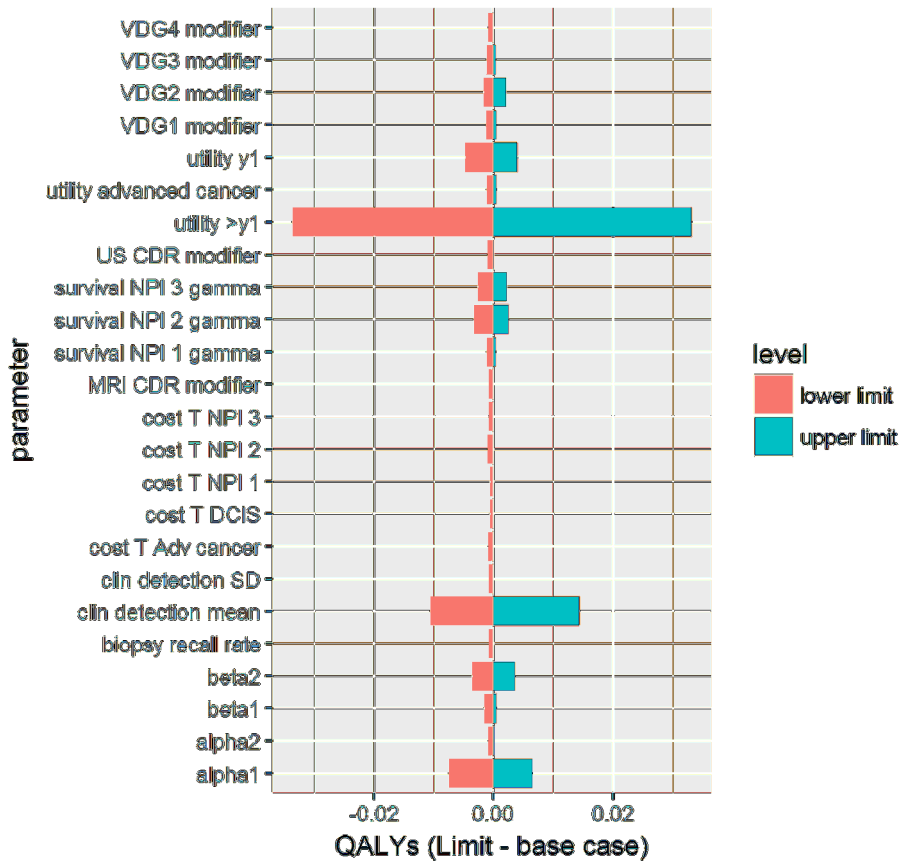 VDG4 modifier
VDG3 modifier
VDG2 modifier
VDG1 modifier
utility y1
utility advanced cancer
utility >y1
US CDR modifier
survival NPI 3 gamma
survival NPI 2 gamma
survival NPI 1 gamma
MRI CDR modifier
cost T NPI 3
cost T NPI 2
cost T NPI 1
cost T DCIS
cost T Adv cancer
clin detection SD
clin detection mean
biopsy recall rate
beta2
beta1
alpha2
alpha1
parameter
-0.02 0.00 0.02
QALYs (Limit - base case)
level
lower limit
upper limit